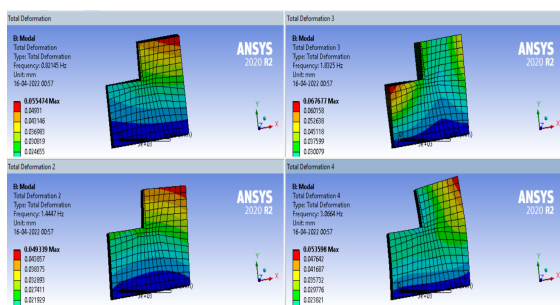 Total Deformation
B: Modal
Total Deformation
Type: Total Deformation
Frequency: 0.82145 Hz
Unit: mm
16-04-2022 00:57
0.055474 Max
0.04931
0.043146
0.036983
0.030819
0.024655
ANSYS
2020 R2
Y
X
Z
Total Deformation 3
B: Modal
Total Deformation 3
Type: Total Deformation
Frequency: 1.8325 Hz
Unit: mm
16-04-2022 00:57
0.067677 Max
0.060158
0.052638
0.045118
0.037599
0.030079
ANSYS
2020 R2
Y
X
Z
Total Deformation 2
B: Modal
Total Deformation 2
Type: Total Deformation
Frequency: 1.4447 Hz
Unit: mm
16-04-2022 00:57
0.049339 Max
0.043857
0.038375
0.032893
0.027411
0.021929
ANSYS
2020 R2
Y
X
Z
Total Deformation 4
B: Modal
Total Deformation 4
Type: Total Deformation
Frequency: 3.0664 Hz
Unit: mm
16-04-2022 00:57
0.053598 Max
0.047642
0.041687
0.035732
0.029776
0.023821
ANSYS
2020 R2
Y
X
Z